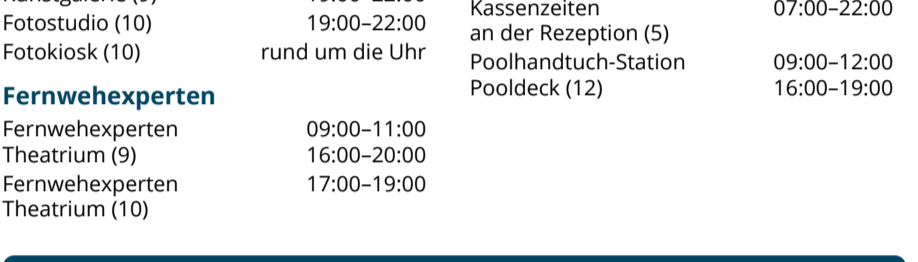 Fotostudio (10) 19:00–22:00
Fotokiosk (10) rund um die Uhr
Fernwehexperten
Fernwehexperten 09:00–11:00
Theatrium (9) 16:00–20:00
Fernwehexperten 17:00–19:00
Theatrium (10)
Kassenzeiten 07:00–22:00
an der Rezeption (5)
Poolhandtuch-Station 09:00–12:00
Pooldeck (12) 16:00–19:00